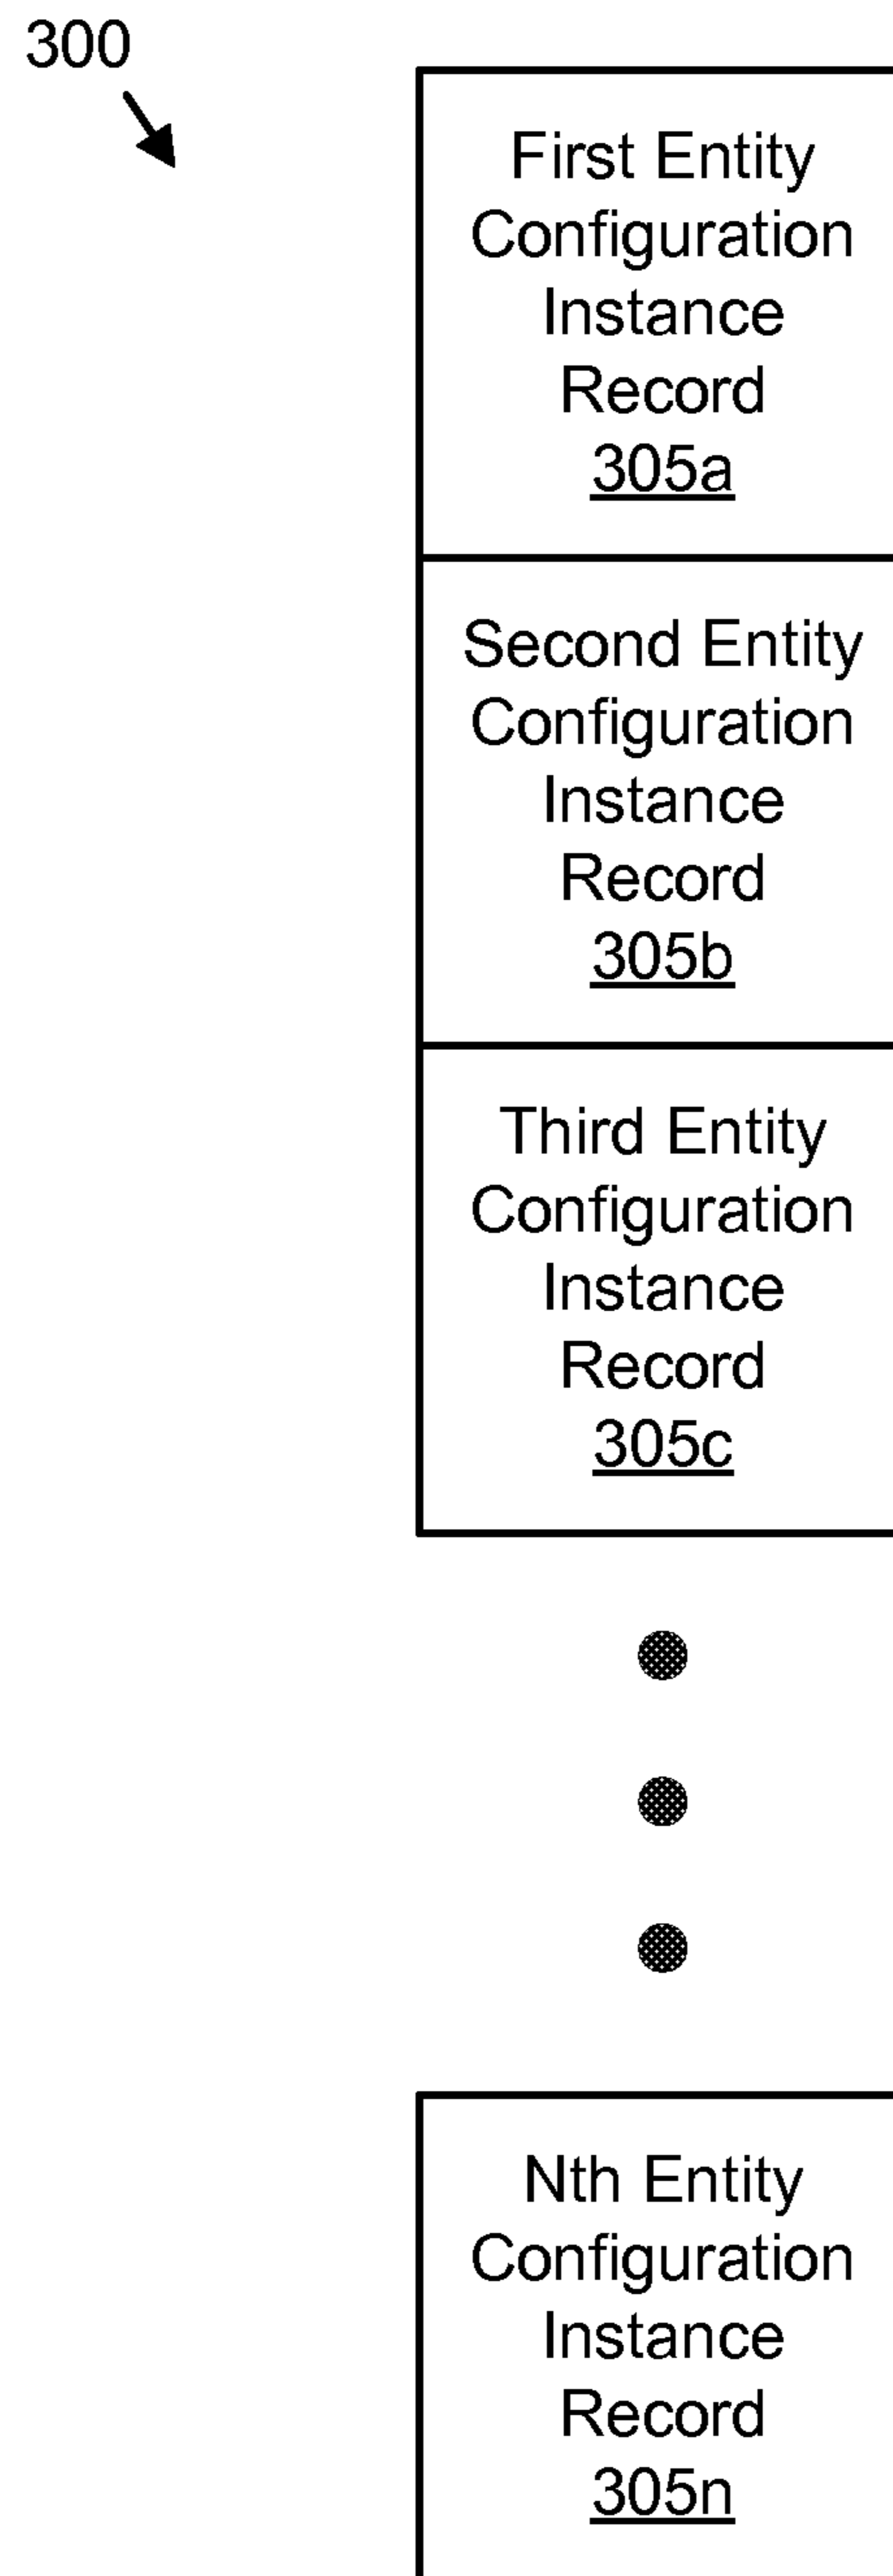 300
First Entity
Configuration
Instance
Record
305a
Second Entity
Configuration
Instance
Record
305b
Third Entity
Configuration
Instance
Record
305c
Nth Entity
Configuration
Instance
Record
305n